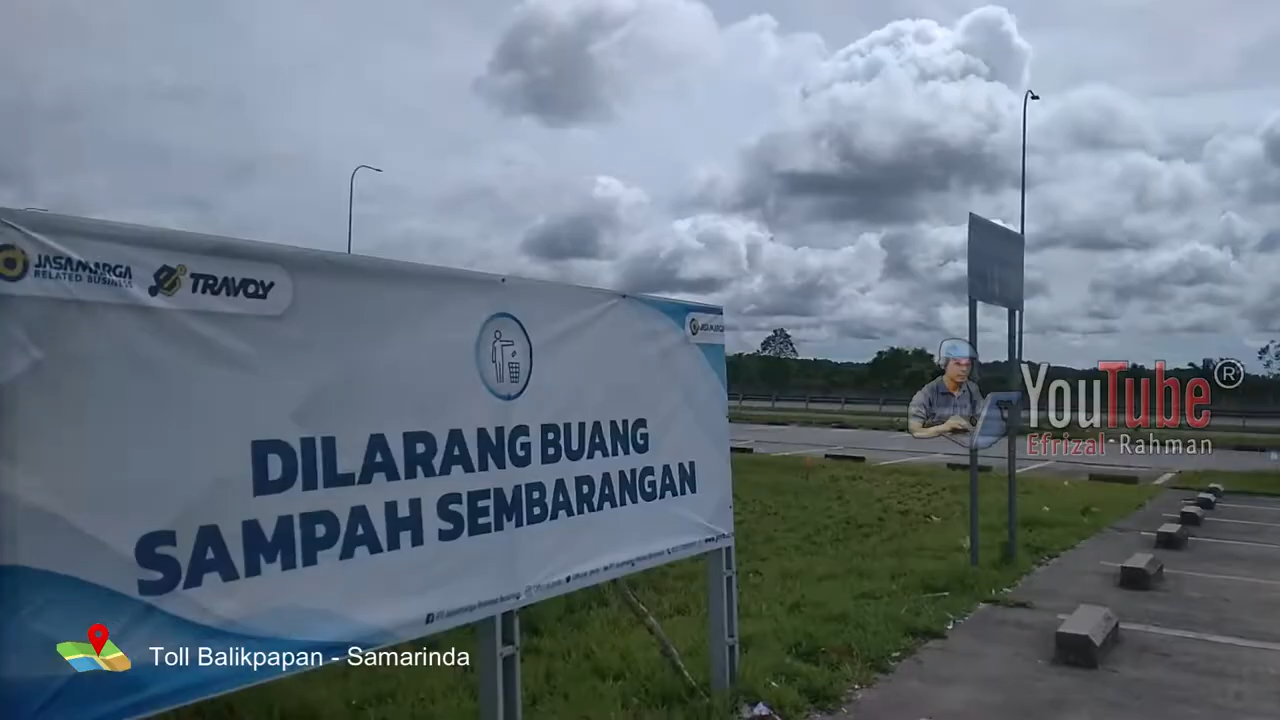 JASAMARGA
RELATED BUSINESS
TRAVOY
DILARANG BUANG
SAMPAH SEMBARANGAN
YouTube®
Efrizal-Rahman
Toll Balikpapan - Samarinda